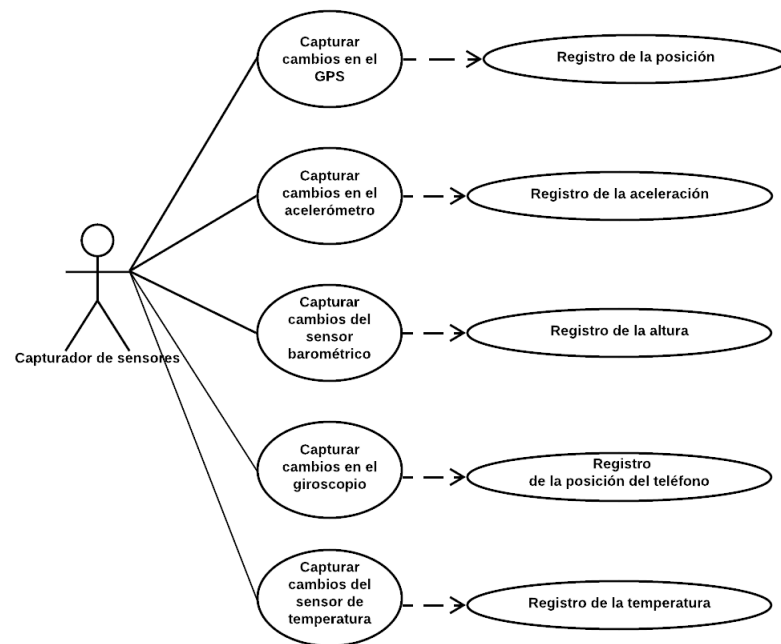 Capturar
cambios en el
GPS
Registro de la posición
Capturar
cambios en el
acelerómetro
Registro de la aceleración
Capturador de sensores
Capturar
cambios del
sensor
barométrico
Registro de la altura
Capturar
cambios en el
giroscopio
Registro
de la posición del teléfono
Capturar
cambios del
sensor de
temperatura
Registro de la temperatura